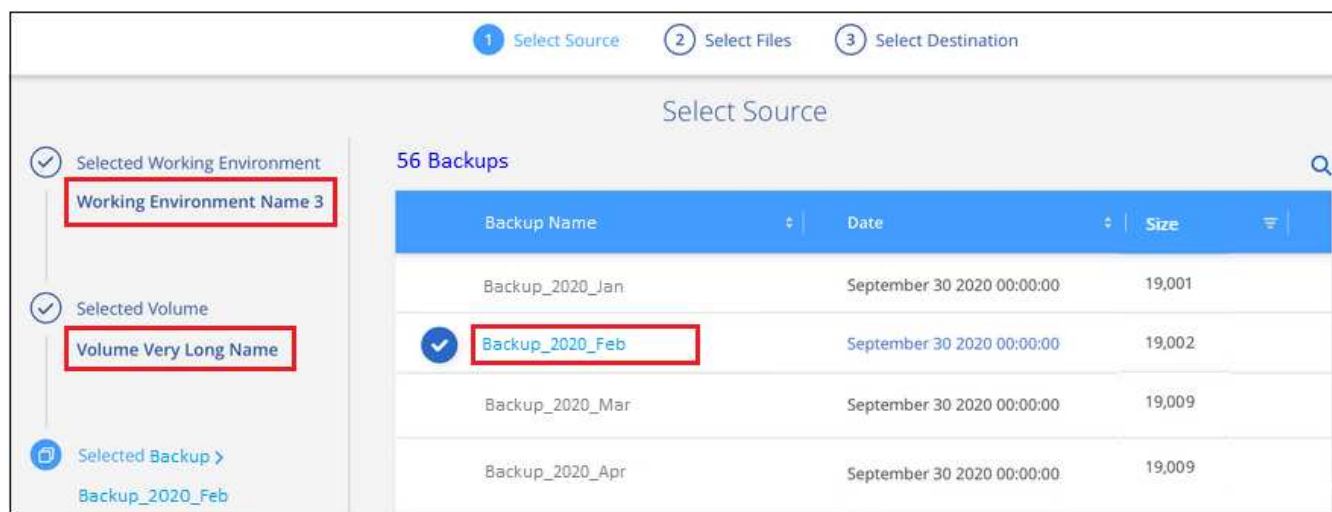 1 Select Source 2 Select Files 3 Select Destination
Select Source
Selected Working Environment
Working Environment Name 3
Selected Volume
Volume Very Long Name
Selected Backup >
Backup_2020_Feb
56 Backups
Backup Name Date Size
Backup_2020_Jan September 30 2020 00:00:00 19,001
Backup_2020_Feb September 30 2020 00:00:00 19,002
Backup_2020_Mar September 30 2020 00:00:00 19,009
Backup_2020_Apr September 30 2020 00:00:00 19,009